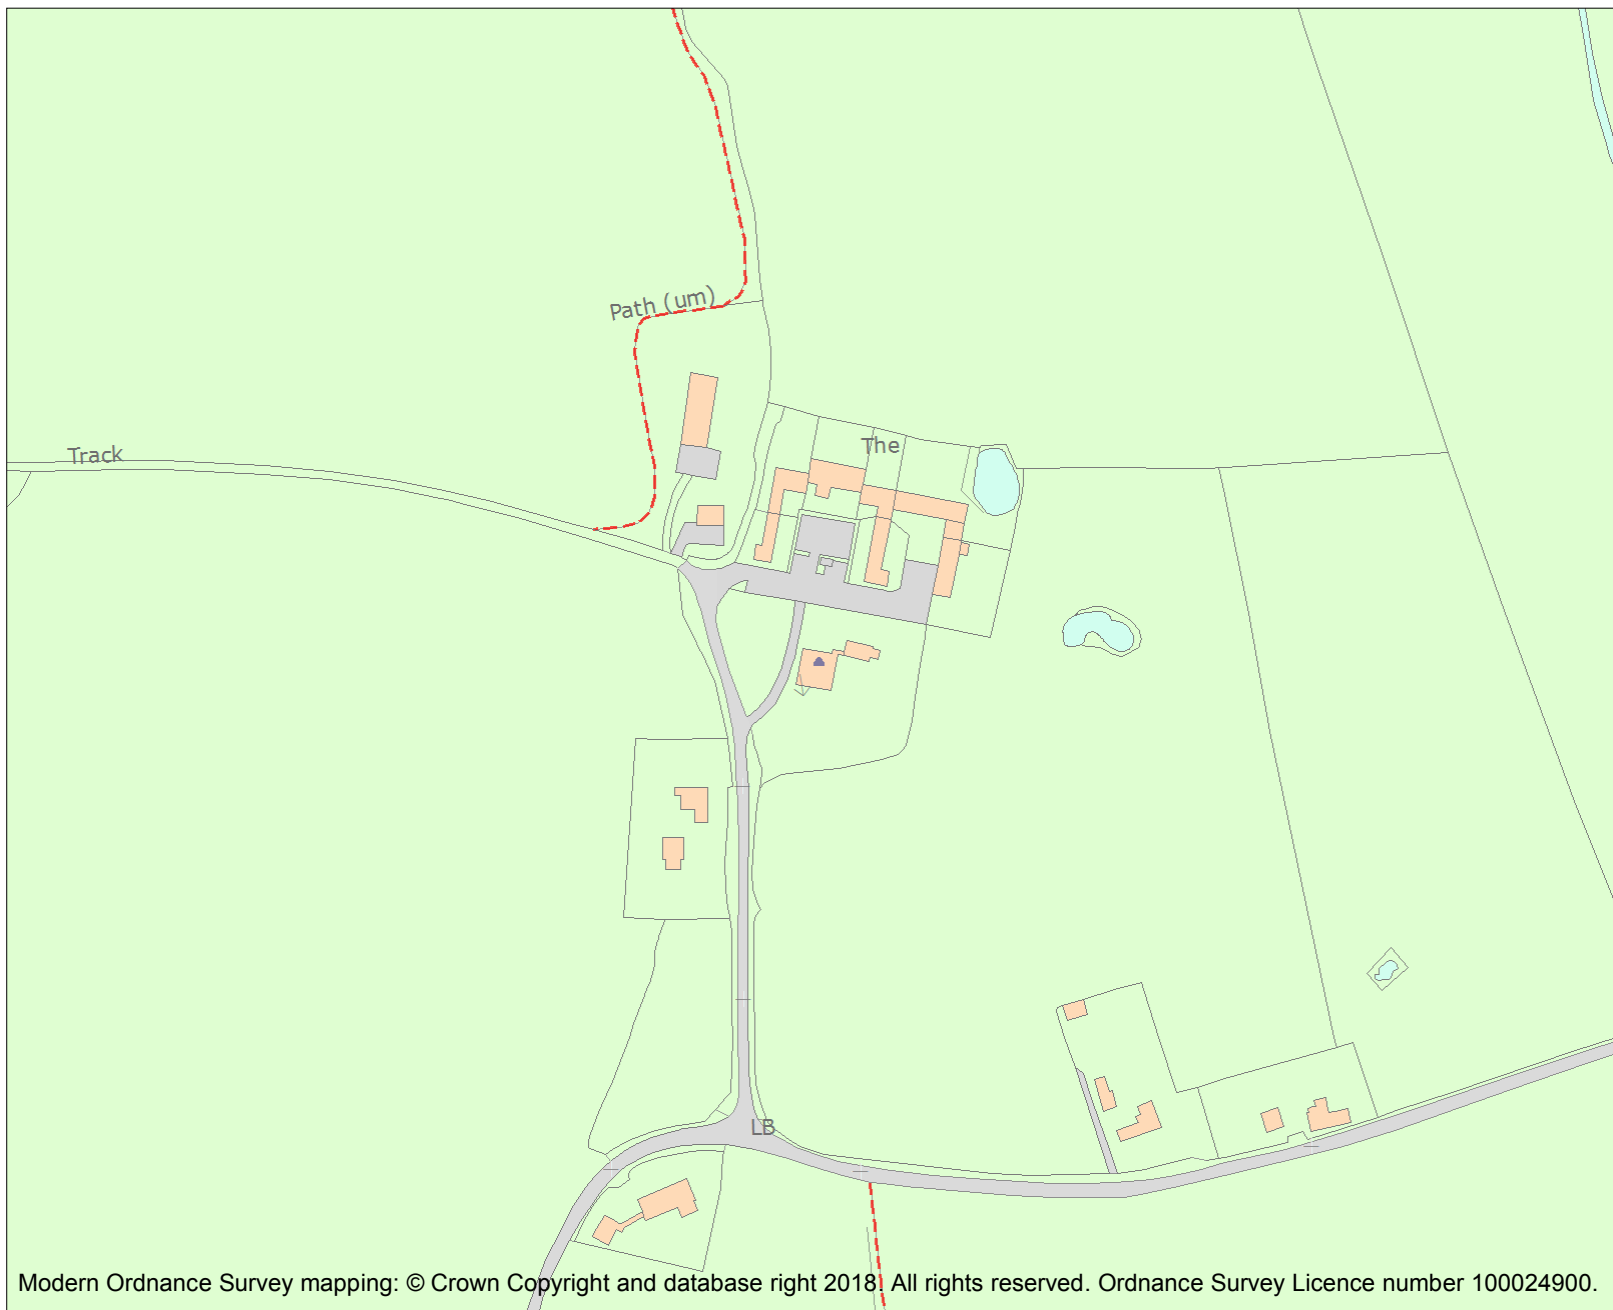 Path (um)
Track
The
LB
Modern Ordnance Survey mapping: © Crown Copyright and database right 2018. All rights reserved. Ordnance Survey Licence number 100024900.